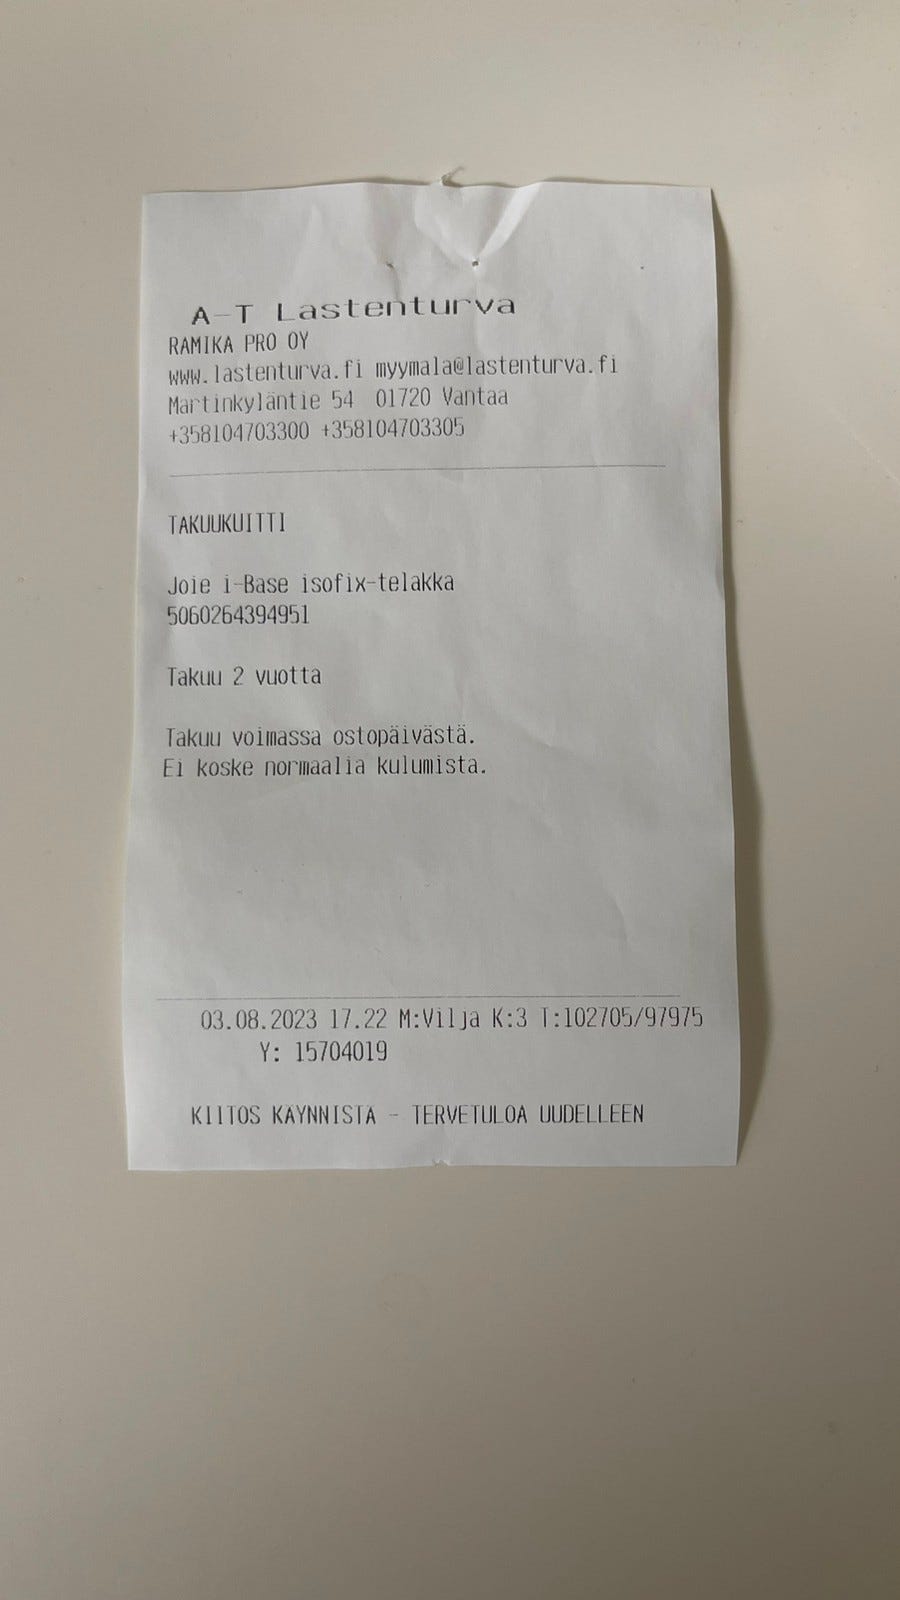 A-T Lastenturva
RAMIKA PRO OY
www.lastenturva.fi myymala@lastenturva.fi
Martinkyläntie 54 01720 Vantaa
+358104703300 +358104703305
TAKUUKUITTI
Joie i-Base isofix-telakka
5060264394951
Takuu 2 vuotta
Takuu voimassa ostopäivästä.
Ei koske normaalia kulumista.
03.08.2023 17.22 M:Vilja K:3 T:102705/97975
Y: 15704019
KIITOS KÄYNNISTÄ - TERVETULOA UUDELLEEN